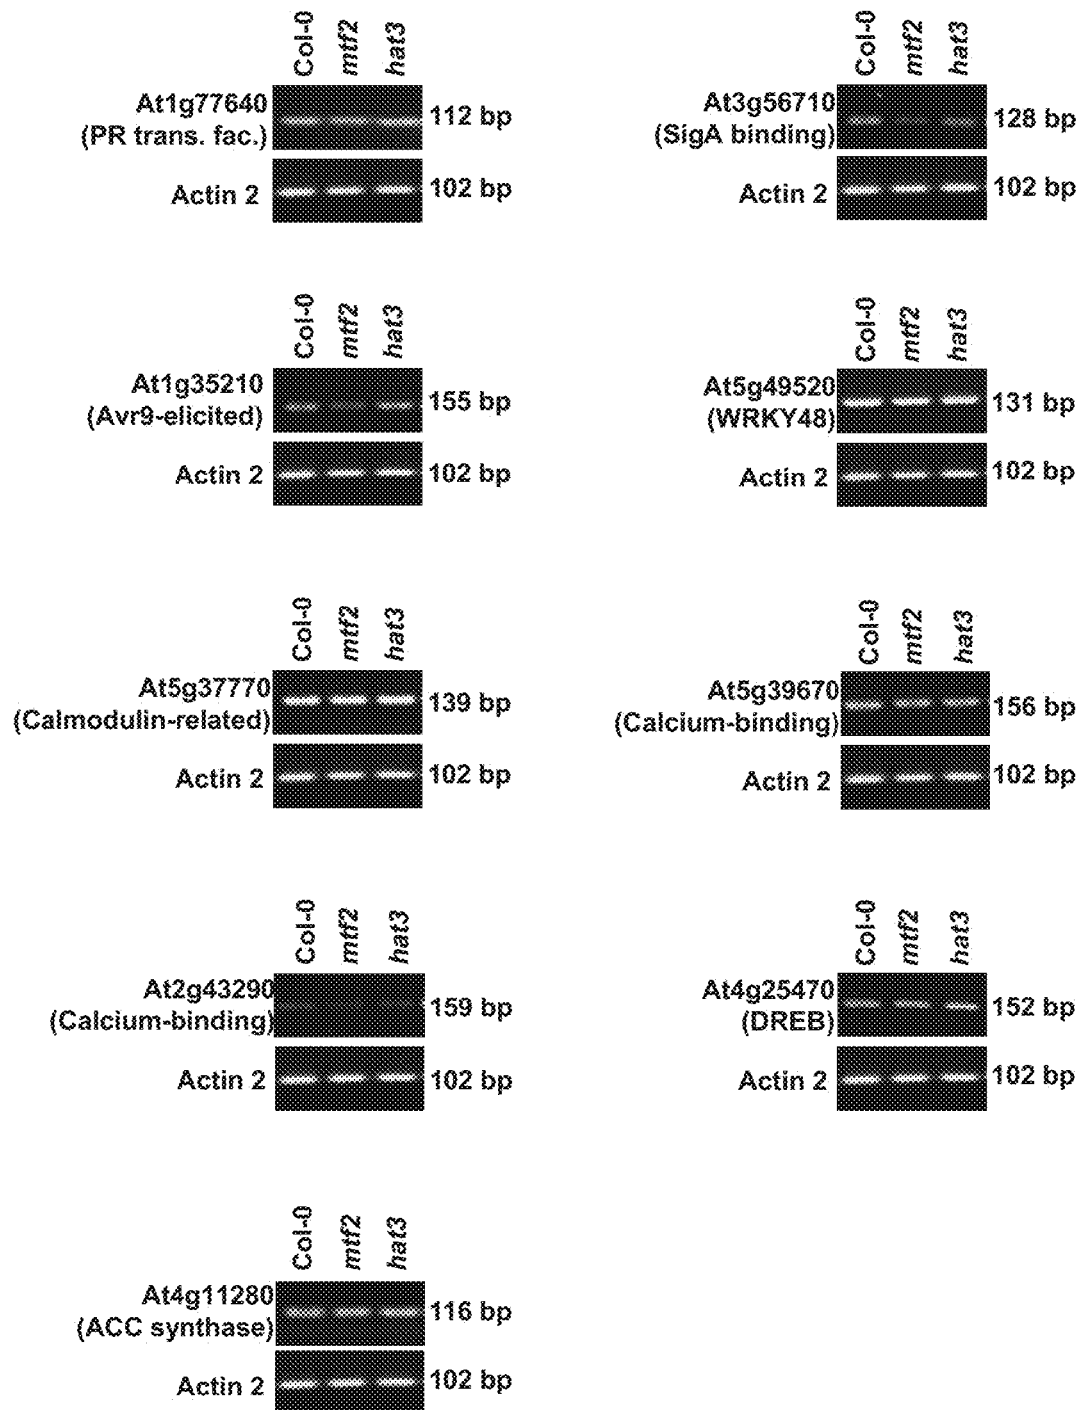 Col-0 mtf2 hat3
At1g77640
(PR trans. fac.)
112 bp
Actin 2
102 bp
Col-0 mtf2 hat3
At3g56710
(SigA binding)
128 bp
Actin 2
102 bp
Col-0 mtf2 hat3
At1g35210
(Avr9-elicited)
155 bp
Actin 2
102 bp
Col-0 mtf2 hat3
At5g49520
(WRKY48)
131 bp
Actin 2
102 bp
Col-0 mtf2 hat3
At5g37770
(Calmodulin-related)
139 bp
Actin 2
102 bp
Col-0 mtf2 hat3
At5g39670
(Calcium-binding)
156 bp
Actin 2
102 bp
Col-0 mtf2 hat3
At2g43290
(Calcium-binding)
159 bp
Actin 2
102 bp
Col-0 mtf2 hat3
At4g25470
(DREB)
152 bp
Actin 2
102 bp
Col-0 mtf2 hat3
At4g11280
(ACC synthase)
116 bp
Actin 2
102 bp